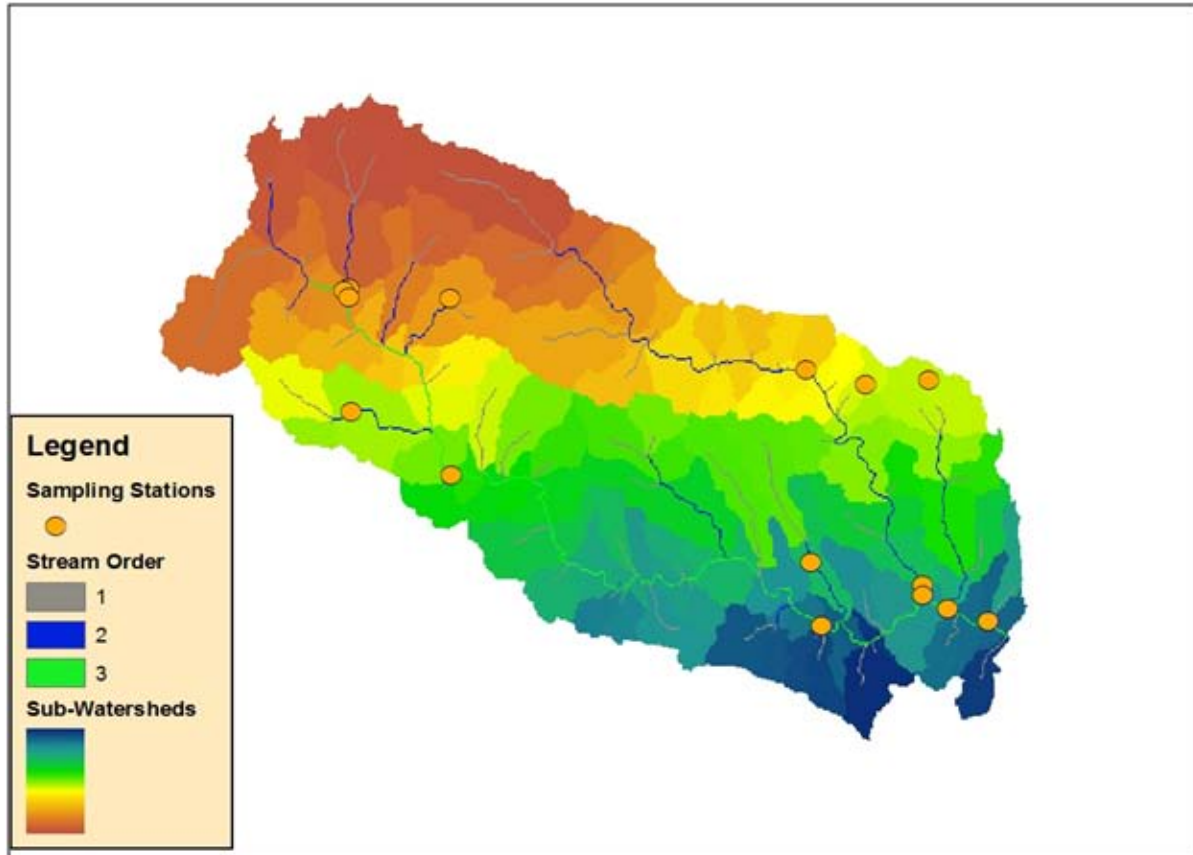 Legend
Sampling Stations
Stream Order
1
2
3
Sub-Watersheds